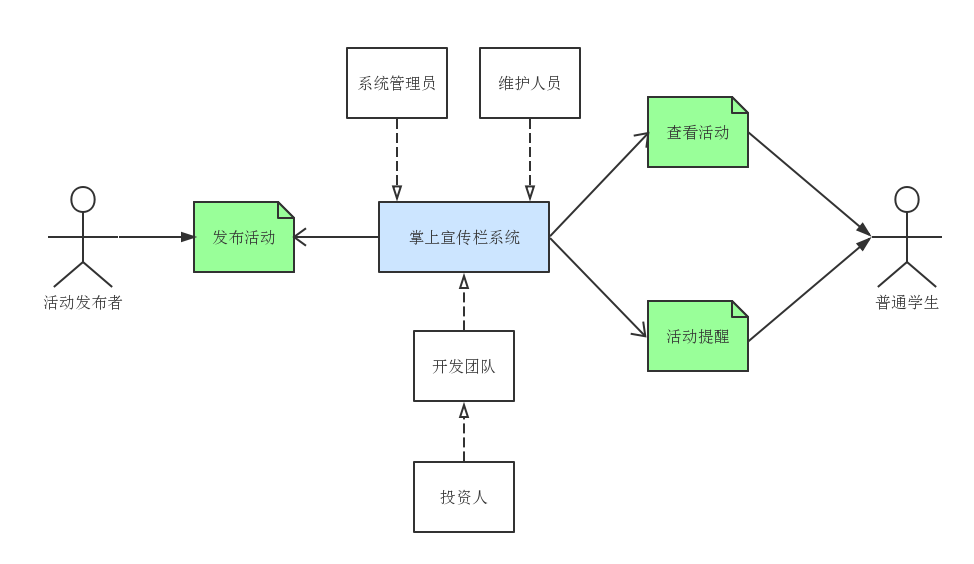 系统管理员
维护人员
查看活动
发布活动
掌上宣传栏系统
活动发布者
普通学生
活动提醒
开发团队
投资人